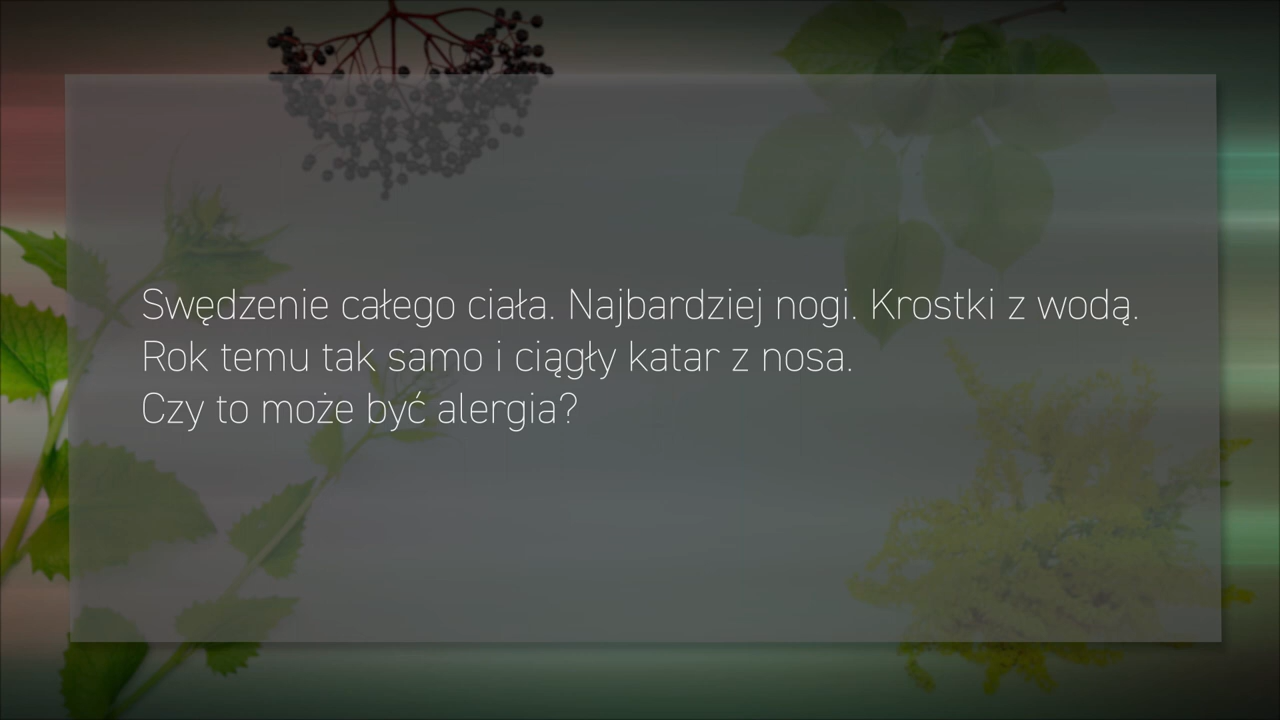 Swędzenie całego ciała. Najbardziej nogi. Krostki z wodą.
Rok temu tak samo i ciągły katar z nosa.
Czy to może być alergia?